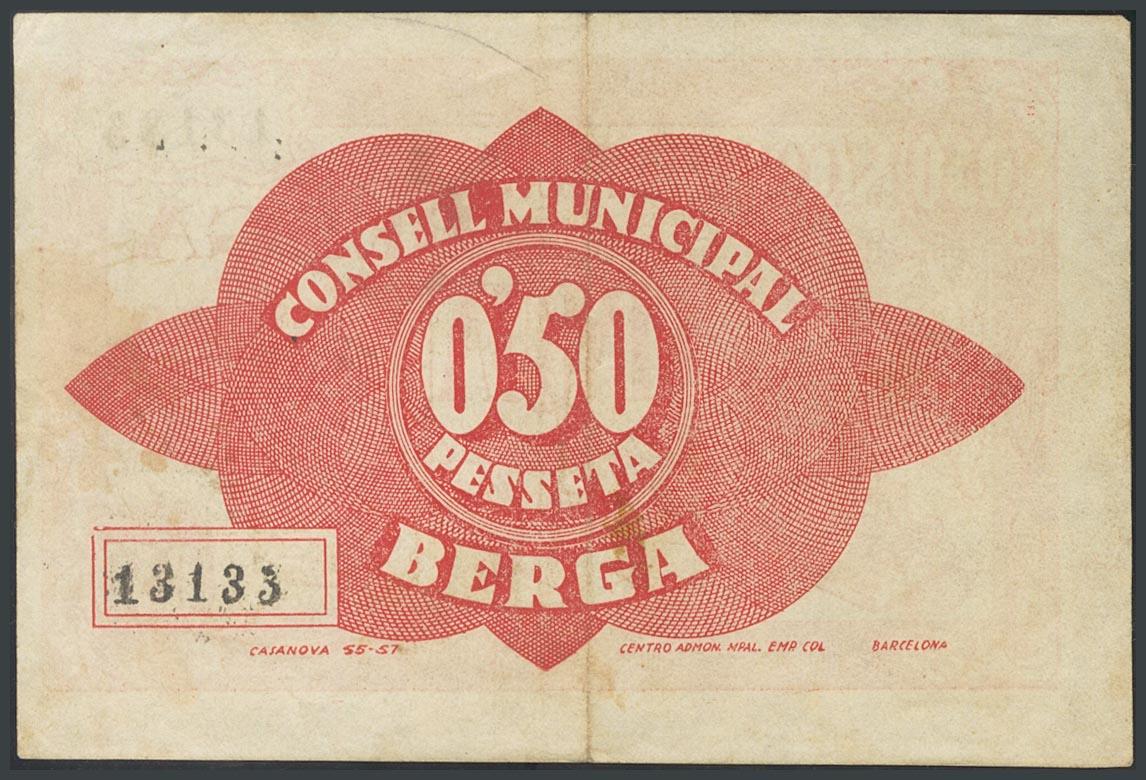 CONSELL MUNICIPAL
0'50
PESSETA
BERGA
13133
CASANOVA 55-57 CENTRO ADMON. MPAL. EMP. COL BARCELONA